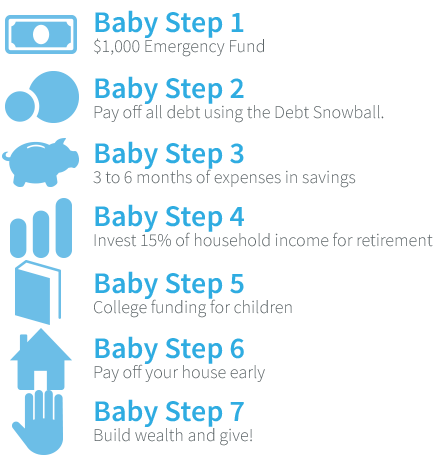 Baby Step 1
$1,000 Emergency Fund
Baby Step 2
Pay off all debt using the Debt Snowball.
Baby Step 3
3 to 6 months of expenses in savings
Baby Step 4
Invest 15% of household income for retirement
Baby Step 5
College funding for children
Baby Step 6
Pay off your house early
Baby Step 7
Build wealth and give!